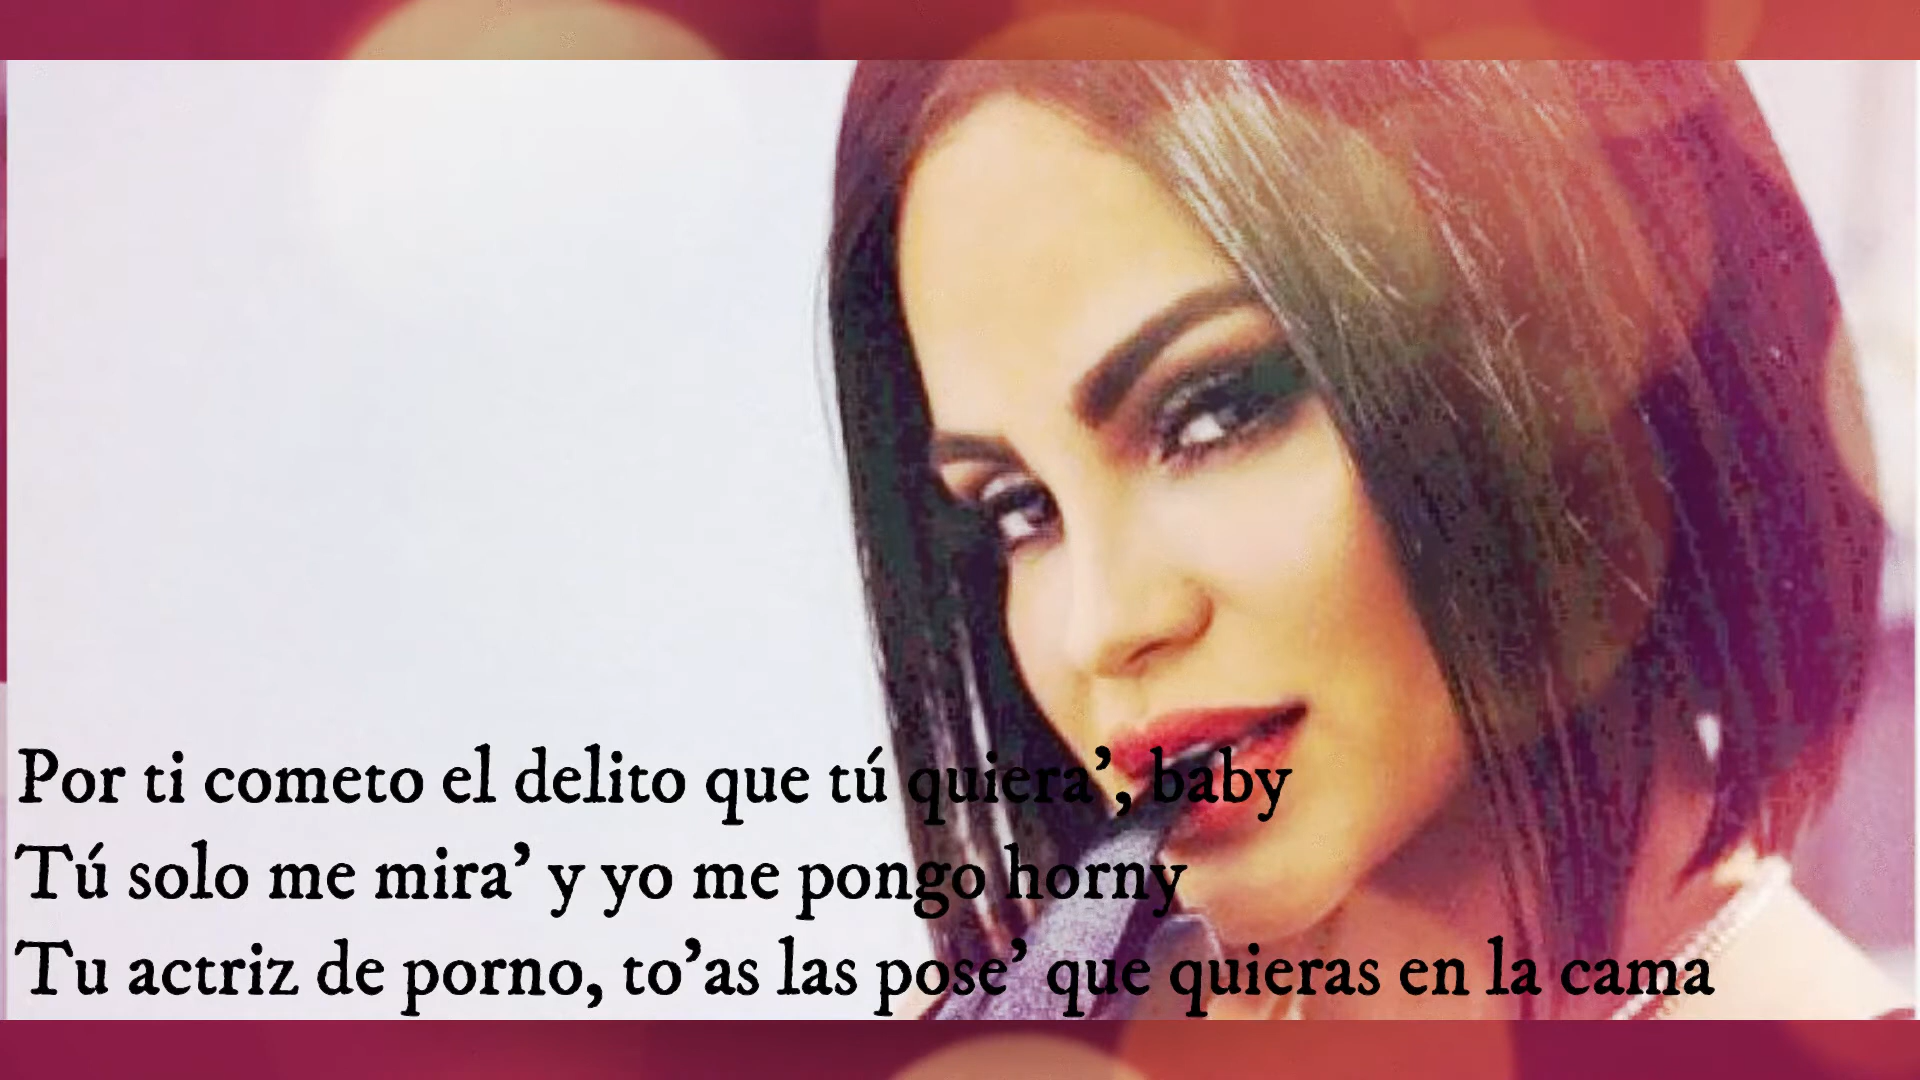 Por ti cometo el delito que tú quiera’, baby
Tú solo me mira’ y yo me pongo horny
Tu actriz de porno, to’as las pose’ que quieras en la cama